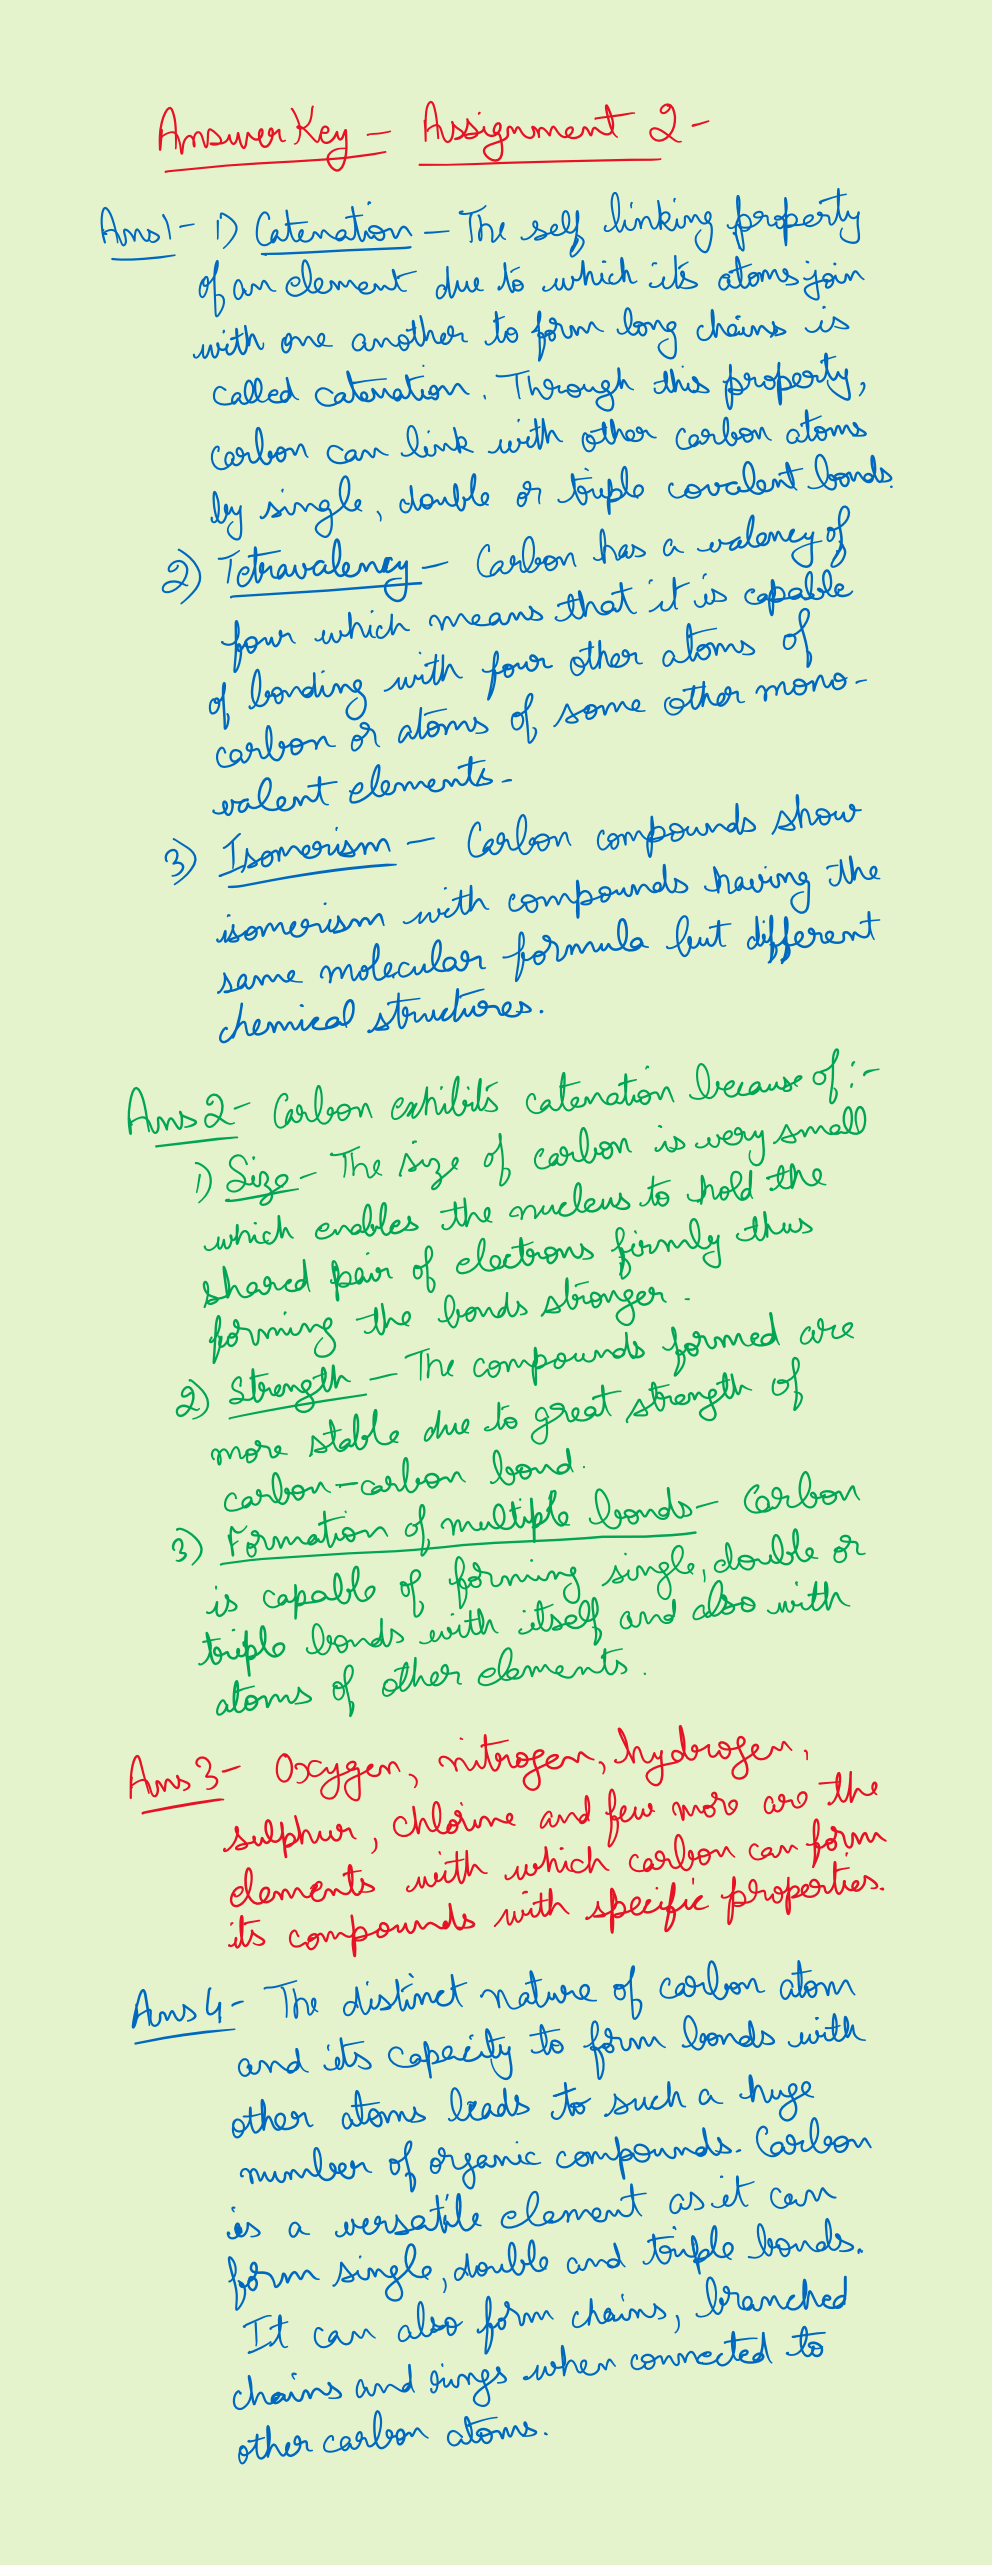 Answer Key - Assignment 2 -
Ans 1 - 1) Catenation - The self linking property
of an element due to which its atoms join
with one another to form long chains is
called catenation. Through this property,
carbon can link with other carbon atoms
by single, double or triple covalent bonds.
2) Tetravalency - Carbon has a valency of
four which means that it is capable
of bonding with four other atoms of
carbon or atoms of some other mono-
valent elements.
3) Isomerism - Carbon compounds show
isomerism with compounds having the
same molecular formula but different
chemical structures.
Ans 2 - Carbon exhibits catenation because of :-
1) Size - The size of carbon is very small
which enables the nucleus to hold the
shared pair of electrons firmly thus
forming the bonds stronger.
2) Strength - The compounds formed are
more stable due to great strength of
carbon-carbon bond.
3) Formation of multiple bonds - Carbon
is capable of forming single, double or
triple bonds with itself and also with
atoms of other elements.
Ans 3 - Oxygen, nitrogen, hydrogen,
sulphur, chlorine and few more are the
elements with which carbon can form
its compounds with specific properties.
Ans 4 - The distinct nature of carbon atom
and its capacity to form bonds with
other atoms leads to such a huge
number of organic compounds. Carbon
is a versatile element as it can
form single, double and triple bonds.
It can also form chains, branched
chains and rings when connected to
other carbon atoms.